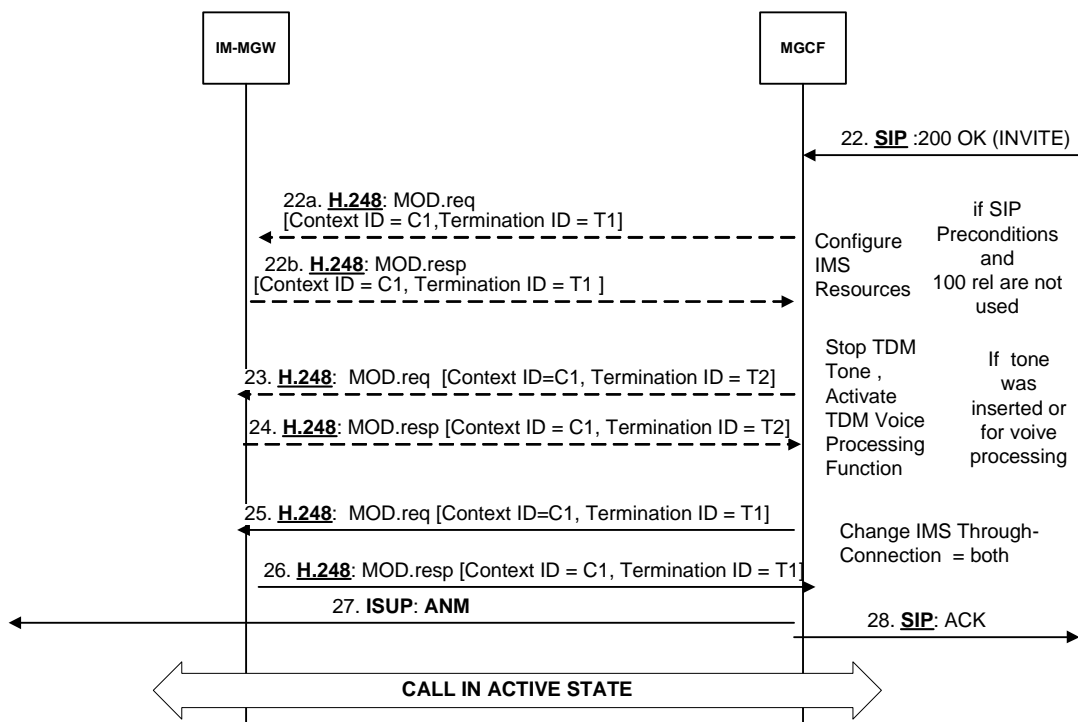 IM-MGW
MGCF
22. SIP :200 OK (INVITE)
22a. H.248: MOD.req
[Context ID = C1,Termination ID = T1]
22b. H.248: MOD.resp
[Context ID = C1, Termination ID = T1 ]
Configure
IMS
Resources
if SIP
Preconditions
and
100 rel are not
used
23. H.248: MOD.req [Context ID=C1, Termination ID = T2]
24. H.248: MOD.resp [Context ID = C1, Termination ID = T2]
Stop TDM
Tone ,
Activate
TDM Voice
Processing
Function
If tone
was
inserted or
for voive
processing
25. H.248: MOD.req [Context ID=C1, Termination ID = T1]
26. H.248: MOD.resp [Context ID = C1, Termination ID = T1]
Change IMS Through-
Connection = both
27. ISUP: ANM
28. SIP: ACK
CALL IN ACTIVE STATE